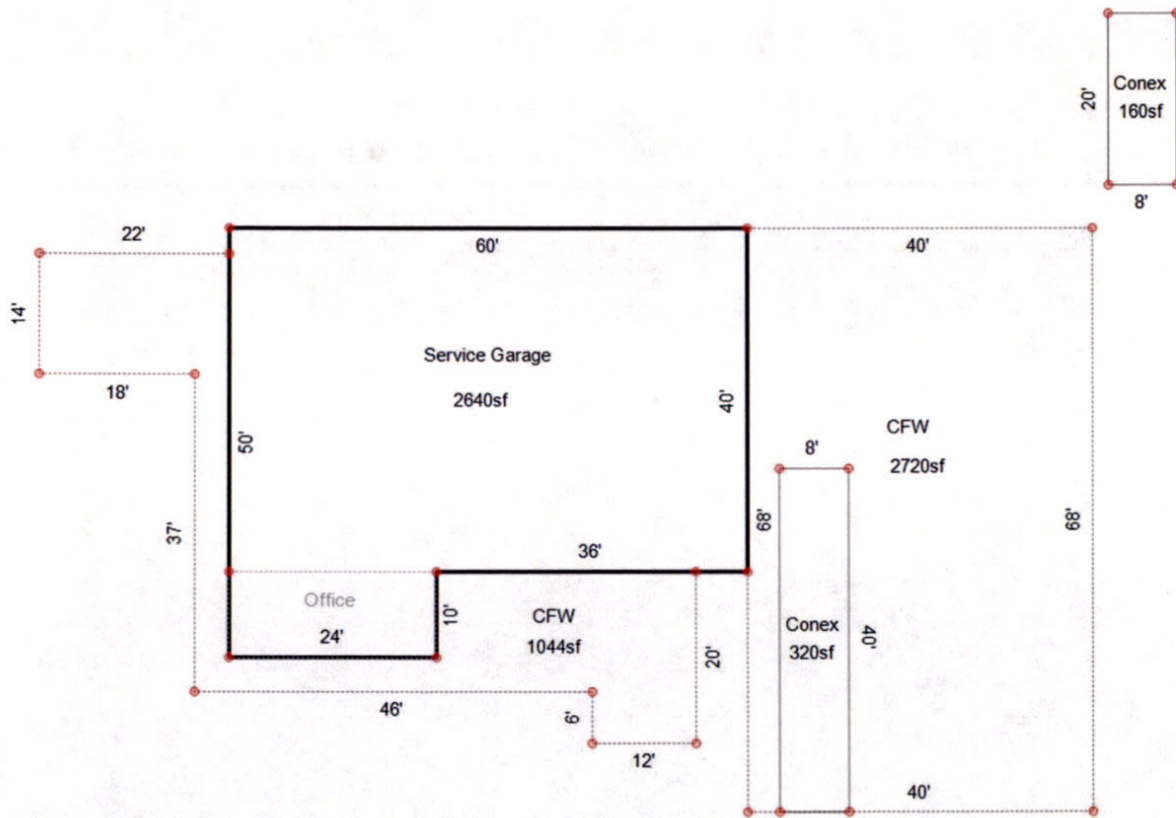 Conex
160sf
20'
8'
22'
60'
40'
14'
Service Garage
2640sf
18'
40'
CFW
2720sf
50'
8'
37'
68'
68'
36'
Office
24'
10'
CFW
1044sf
20'
Conex
320sf
40'
46'
6'
12'
40'